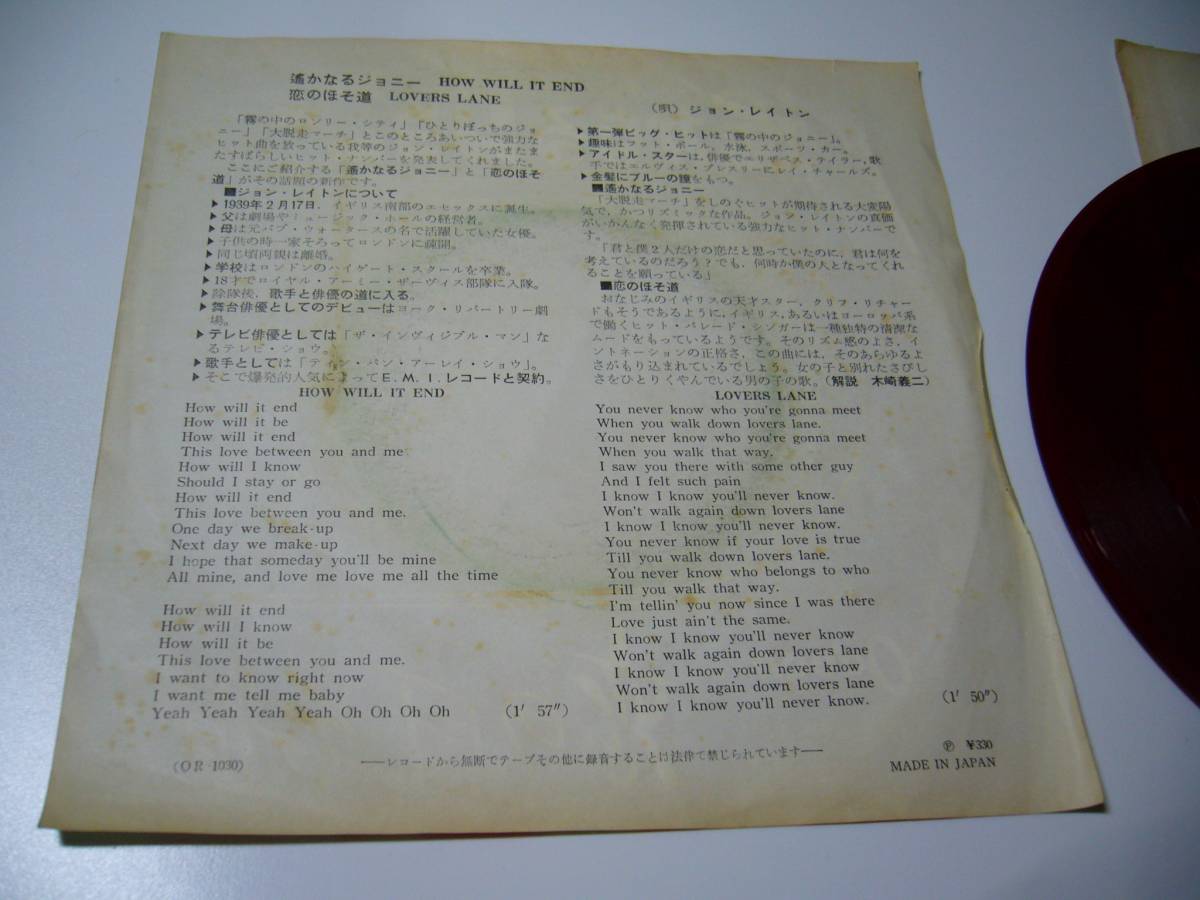 遙かなるジョニー HOW WILL IT END
恋のほそ道 LOVERS LANE
(唄) ジョン・レイトン
「霧の中のロンリー・シティ」「ひとりぼっちのジョ
ニー」「大脱走マーチ」とこのところあいついで強力な
ヒット曲を放っている我等のジョン・レイトンがまたま
たすばらしいヒット・ナンバーを発表してくれました。
ここにご紹介する「遙かなるジョニー」と「恋のほそ
道」がその話題の新作です。
■ジョン・レイトンについて
▶1939年2月17日、イギリス南部のエセックスに誕生。
▶父は劇場やミュージック・ホールの経営者。
▶母は元パブ・ウォータースの名で活躍していた女優。
▶子供の時一家そろってロンドンに疎開。
▶同じ頃両親は離婚。
▶学校はロンドンのハイゲート・スクールを卒業。
▶18才でロイヤル・アーミー・ザーヴィス部隊に入隊。
▶除隊後、歌手と俳優の道に入る。
▶舞台俳優としてのデビューはヨーク・リパートリー劇
場。
▶テレビ俳優としては「ザ・インヴィジブル・マン」な
るテレビ・ショウ。
▶歌手としては「ティン・パン・アーレイ・ショウ」。
▶そこで爆発的人気によってE.M.I.レコードと契約。
HOW WILL IT END
How will it end
How will it be
How will it end
This love between you and me
How will I know
Should I stay or go
How will it end
This love between you and me.
One day we break-up
Next day we make-up
I hope that someday you'll be mine
All mine, and love me love me all the time
How will it end
How will I know
How will it be
This love between you and me.
I want to know right now
I want me tell me baby
Yeah Yeah Yeah Yeah Oh Oh Oh Oh (1′ 57″)
▶第一弾ビッグ・ヒットは「霧の中のジョニー」。
▶趣味はフット・ボール、水泳、スポーツ・カー。
▶アイドル・スターは、俳優でエリザベス・テイラー、歌
手ではエルヴィス・プレスリーにレイ・チャールズ。
▶金髪にブルーの瞳をもつ。
■遙かなるジョニー
「大脱走マーチ」をしのぐヒットが期待される大変陽
気で、かつリズミックな作品。ジョン・レイトンの真価
がいかんなく発揮されている強力なヒット・ナンバーで
す。
「君と僕2人だけの恋だと思っていたのに、君は何を
考えているのだろう?でも、何時か僕の人となってくれ
ることを願っている」
■恋のほそ道
おなじみのイギリスの天才スター、クリフ・リチャー
ドもそうであるように、イギリス、あるいはヨーロッパ系
で働くヒット・パレード・シンガーは一種独特の清潔な
ムードをもっているようです。そのリズム感のよさ、イ
ントネーションの正格さ、この曲には、そのあらゆるよ
さがもり込まれているでしょう。女の子と別れたさびし
さをひとりくやんでいる男の子の歌。(解説 木崎義二)
LOVERS LANE
You never know who you're gonna meet
When you walk down lovers lane.
You never know who you're gonna meet
When you walk that way.
I saw you there with some other guy
And I felt such pain
I know I know you'll never know.
Won't walk again down lovers lane
I know I know you'll never know.
You never know if your love is true
Till you walk down lovers lane.
You never know who belongs to who
Till you walk that way.
I'm tellin' you now since I was there
Love just ain't the same.
I know I know you'll never know
Won't walk again down lovers lane
I know I know you'll never know
Won't walk again down lovers lane
I know I know you'll never know. (1′ 50″)
(OR-1030)
──レコードから無断でテープその他に録音することは法律で禁じられています──
Ⓟ ¥330
MADE IN JAPAN